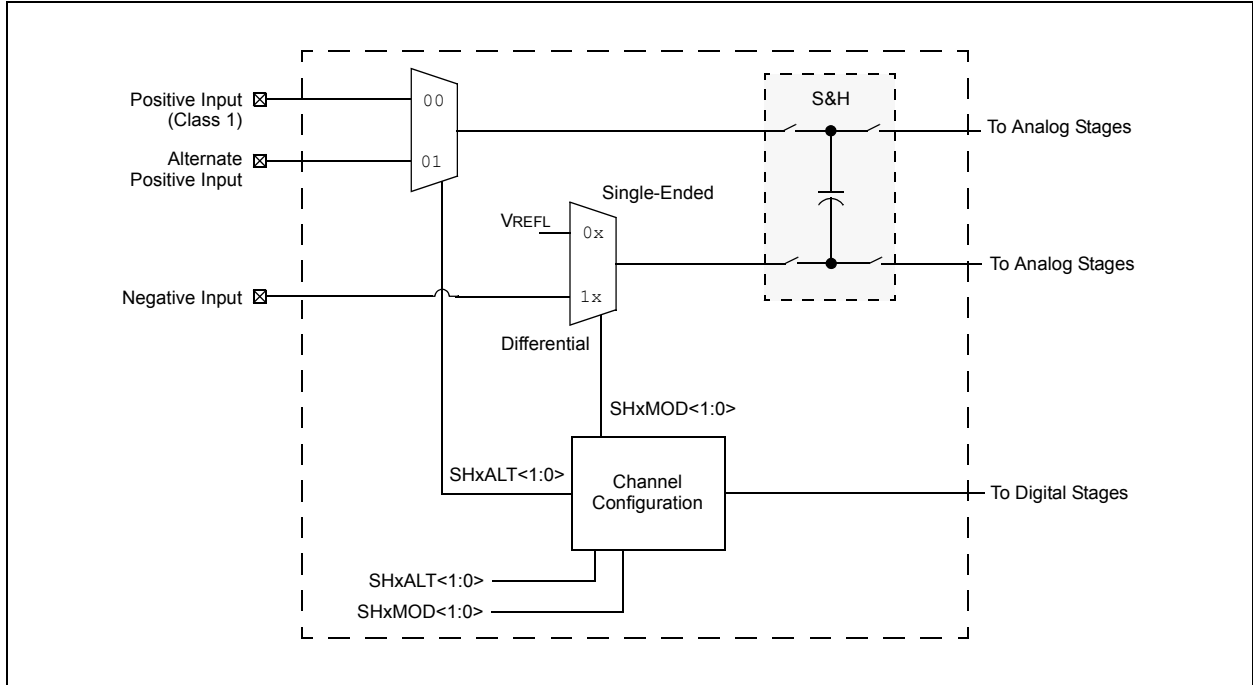 Positive Input
(Class 1)
00
S&H
To Analog Stages
Alternate
Positive Input
01
Single-Ended
VREFL
0x
To Analog Stages
Negative Input
1x
Differential
SHxMOD<1:0>
SHxALT<1:0>
Channel
Configuration
To Digital Stages
SHxALT<1:0>
SHxMOD<1:0>